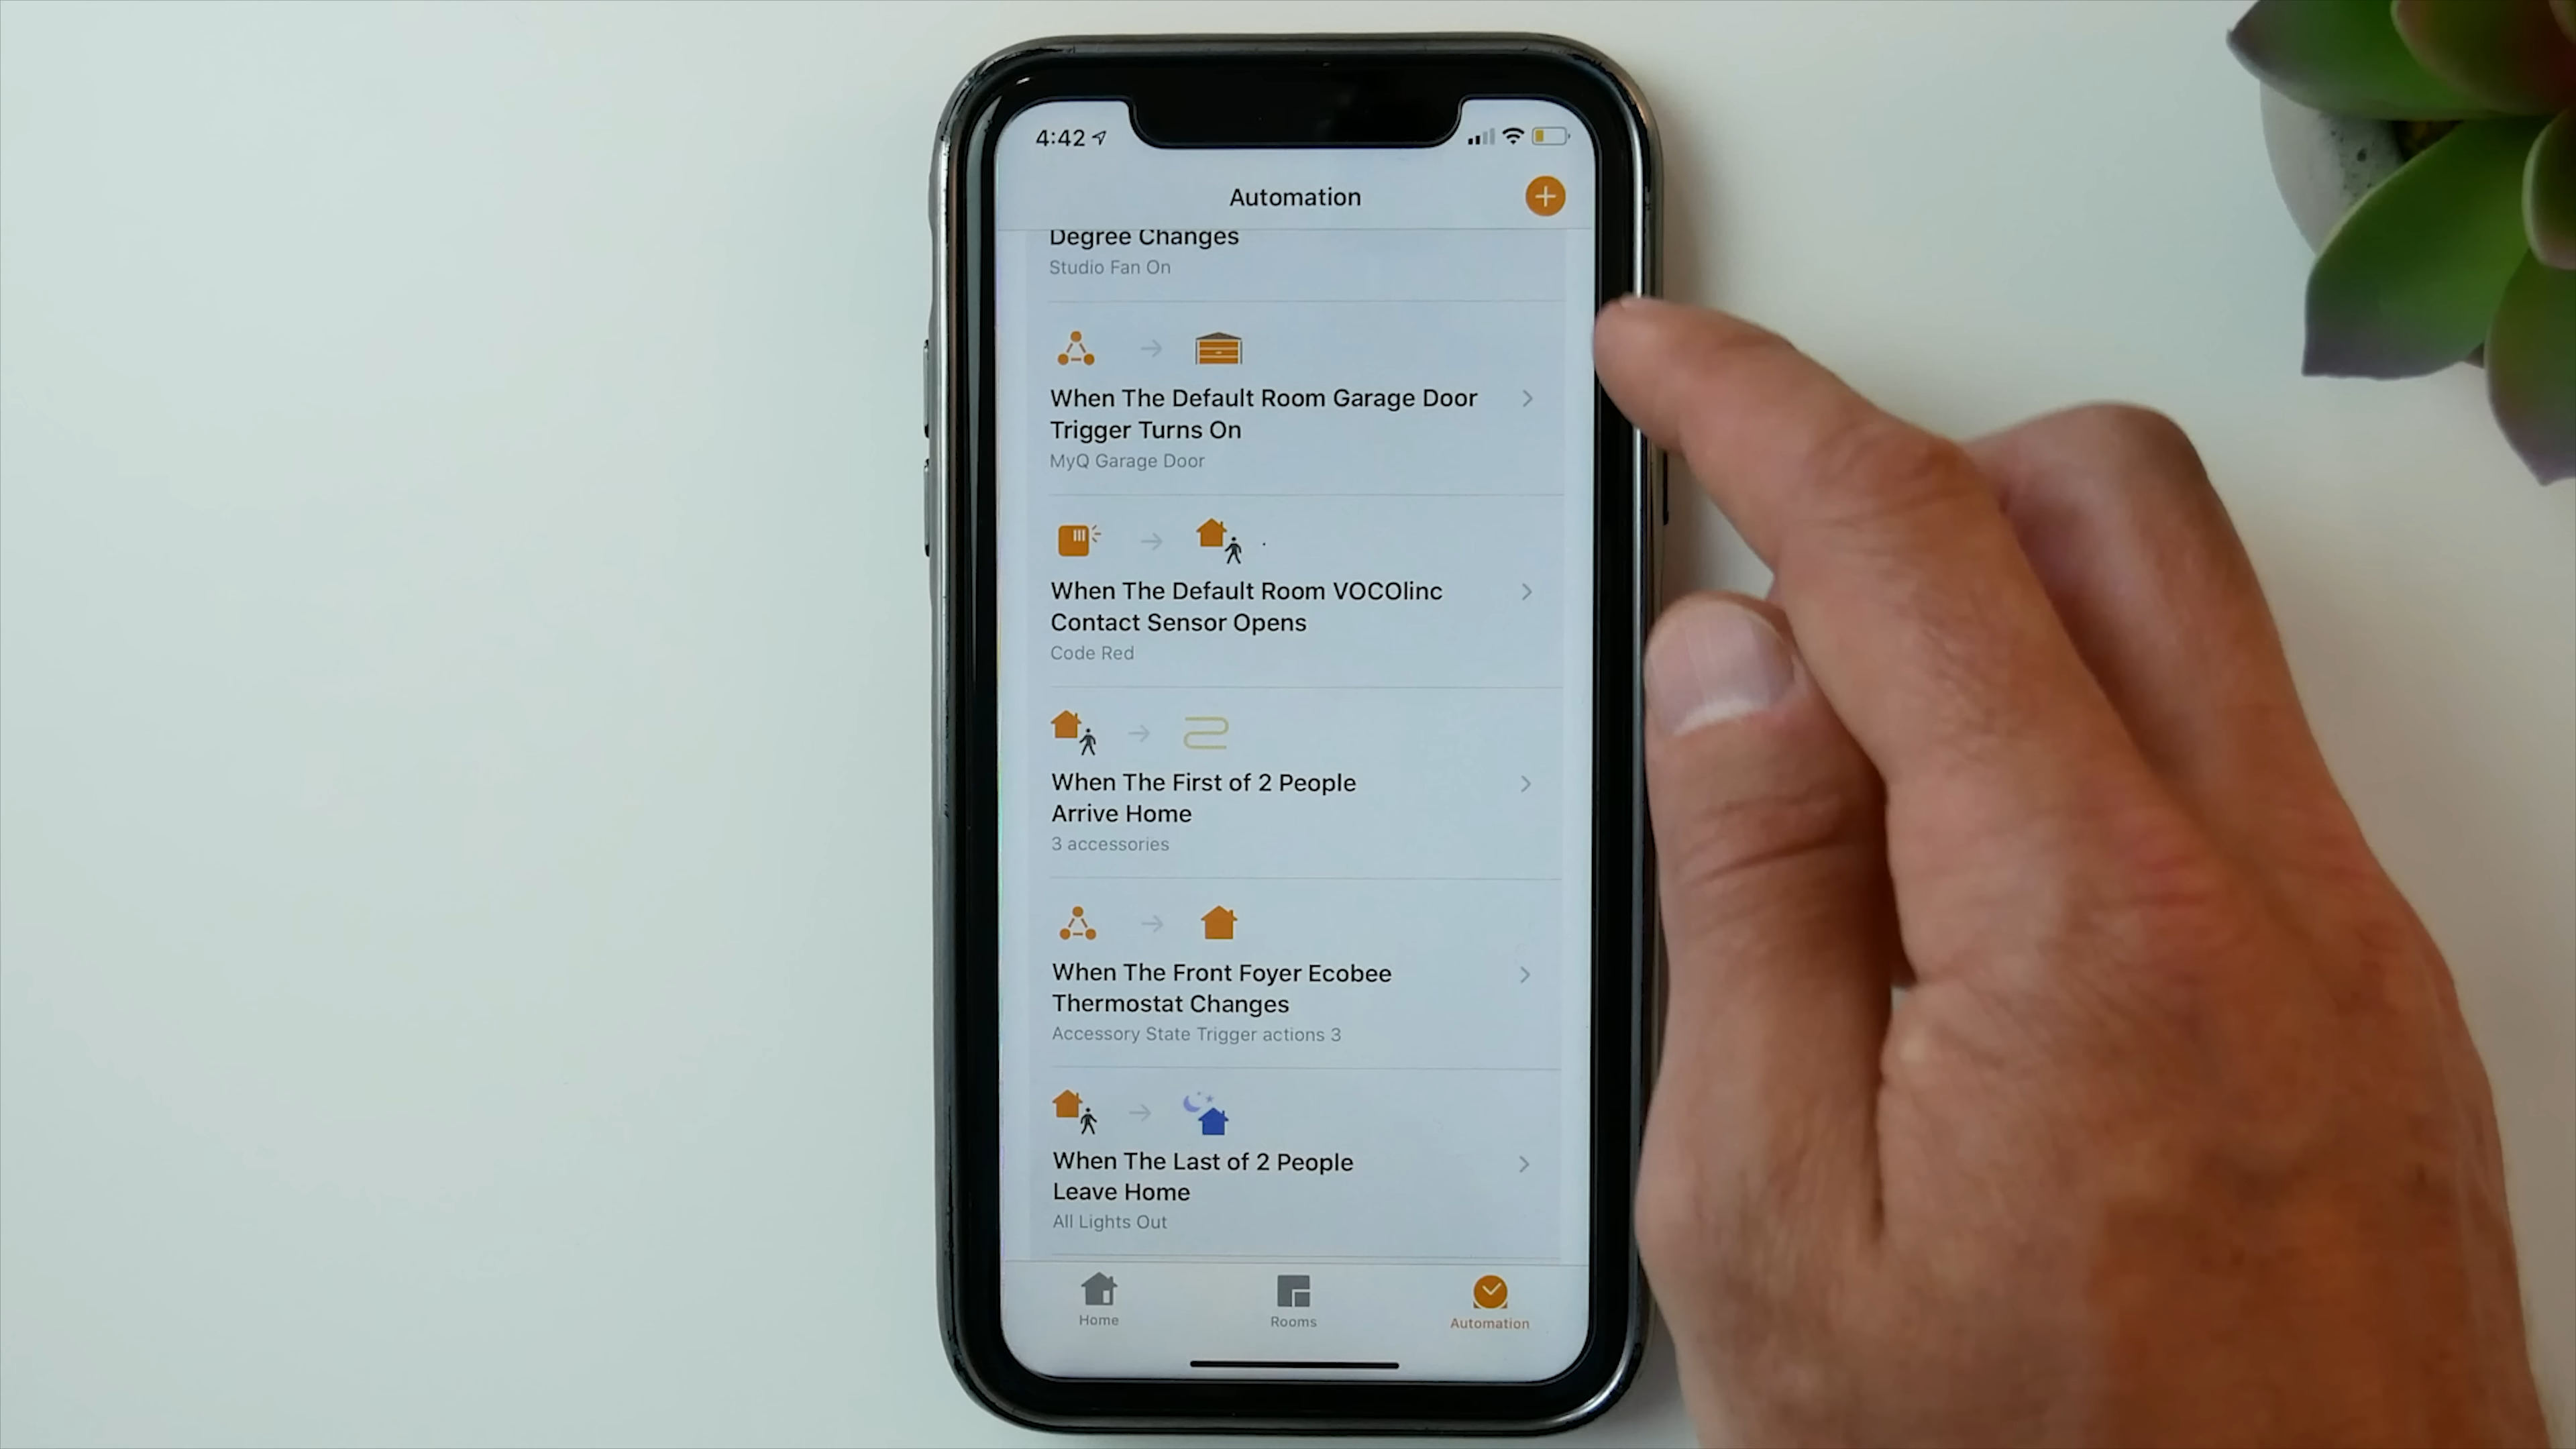 4:42
Automation
Degree Changes
Studio Fan On
When The Default Room Garage Door
Trigger Turns On
MyQ Garage Door
When The Default Room VOCOlinc
Contact Sensor Opens
Code Red
When The First of 2 People
Arrive Home
3 accessories
When The Front Foyer Ecobee
Thermostat Changes
Accessory State Trigger actions 3
When The Last of 2 People
Leave Home
All Lights Out
Home
Rooms
Automation